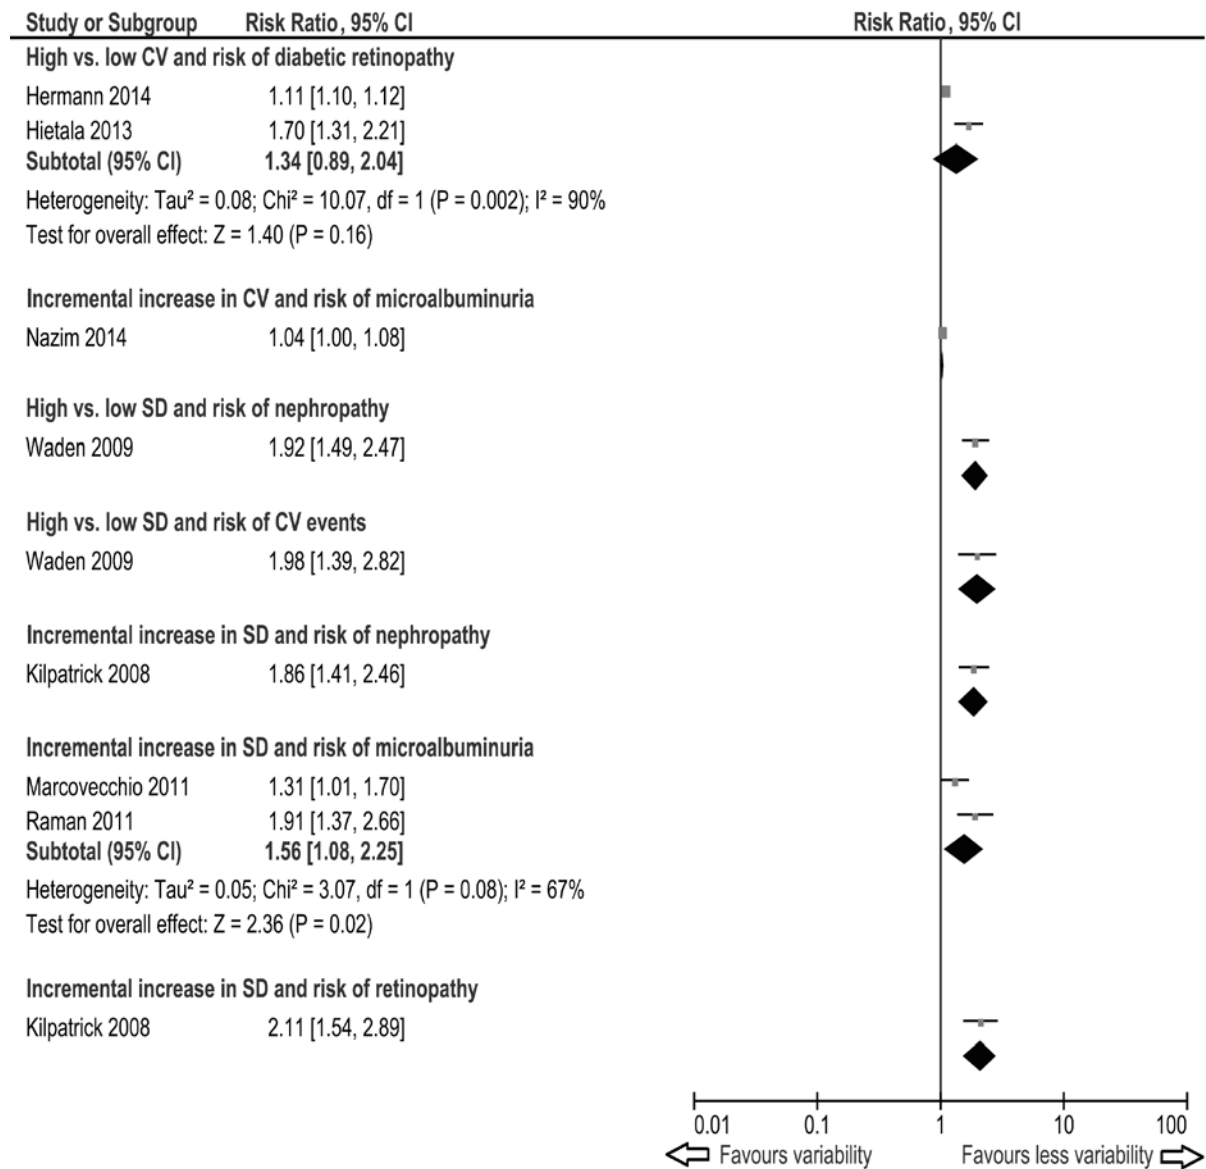 Study or Subgroup Risk Ratio, 95% CI Risk Ratio, 95% CI
High vs. low CV and risk of diabetic retinopathy
Hermann 2014 1.11 [1.10, 1.12]
Hietala 2013 1.70 [1.31, 2.21]
Subtotal (95% CI) 1.34 [0.89, 2.04]
Heterogeneity: Tau² = 0.08; Chi² = 10.07, df = 1 (P = 0.002); I² = 90%
Test for overall effect: Z = 1.40 (P = 0.16)
Incremental increase in CV and risk of microalbuminuria
Nazim 2014 1.04 [1.00, 1.08]
High vs. low SD and risk of nephropathy
Waden 2009 1.92 [1.49, 2.47]
High vs. low SD and risk of CV events
Waden 2009 1.98 [1.39, 2.82]
Incremental increase in SD and risk of nephropathy
Kilpatrick 2008 1.86 [1.41, 2.46]
Incremental increase in SD and risk of microalbuminuria
Marcovecchio 2011 1.31 [1.01, 1.70]
Raman 2011 1.91 [1.37, 2.66]
Subtotal (95% CI) 1.56 [1.08, 2.25]
Heterogeneity: Tau² = 0.05; Chi² = 3.07, df = 1 (P = 0.08); I² = 67%
Test for overall effect: Z = 2.36 (P = 0.02)
Incremental increase in SD and risk of retinopathy
Kilpatrick 2008 2.11 [1.54, 2.89]
0.01 0.1 1 10 100
Favours variability Favours less variability